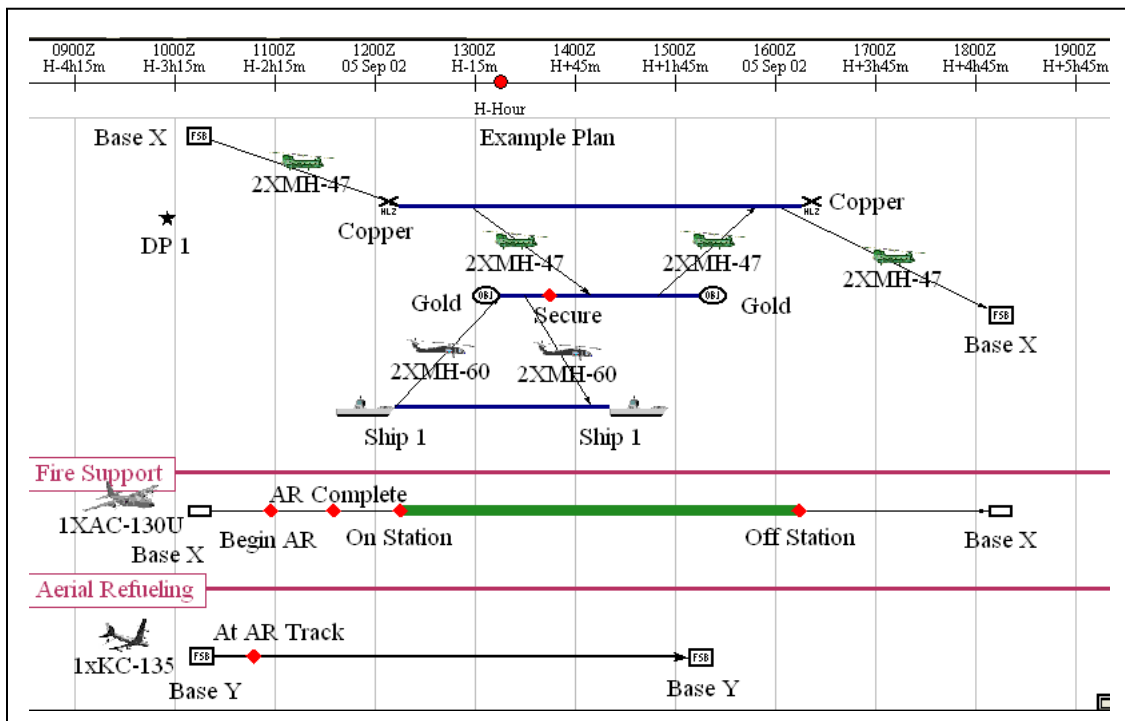 0900Z 1000Z 1100Z 1200Z 1300Z 1400Z 1500Z 1600Z 1700Z 1800Z 1900Z
H-4h15m H-3h15m H-2h15m 05 Sep 02 H-15m H+45m H+1h45m 05 Sep 02 H+3h45m H+4h45m H+5h45m
H-Hour
Base X FSB Example Plan
2XMH-47
HLZ HLZ Copper
Copper
DP 1
2XMH-47 2XMH-47 2XMH-47
Gold OBJ OBJ Gold
Secure
FSB
Base X
2XMH-60 2XMH-60
Ship 1 Ship 1
Fire Support
AR Complete
1XAC-130U
Begin AR On Station Off Station
Base X Base X
Aerial Refueling
At AR Track
1xKC-135 FSB FSB
Base Y Base Y